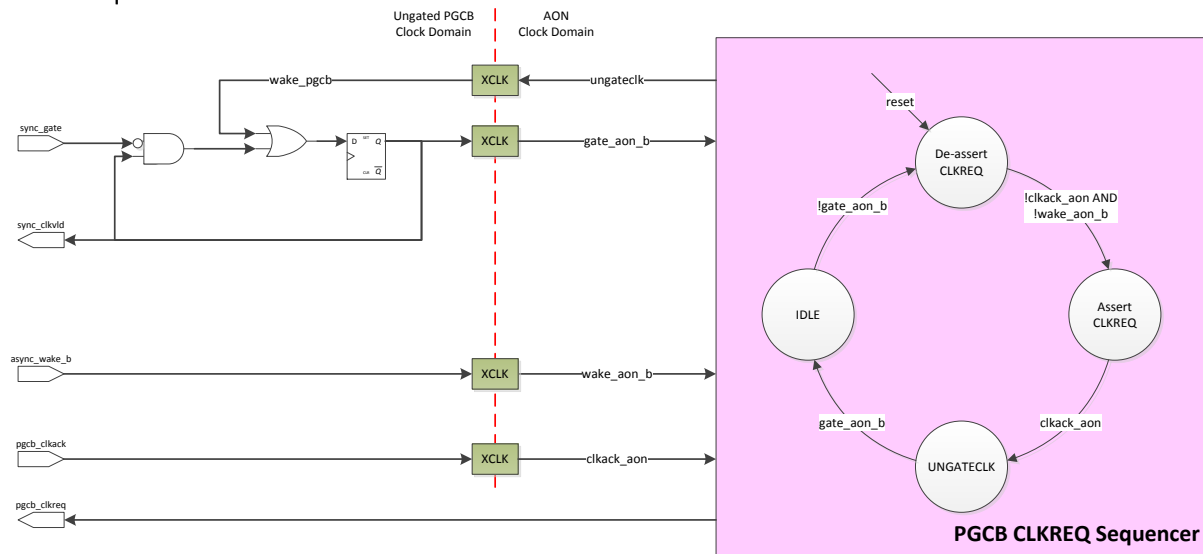 Ungated PGCB
Clock Domain
AON
Clock Domain
wake_pgcb
XCLK
ungateclk
sync_gate
D
SET
Q
CLR
Q
XCLK
gate_aon_b
sync_clkvld
async_wake_b
XCLK
wake_aon_b
pgcb_clkack
XCLK
clkack_aon
pgcb_clkreq
reset
De-assert
CLKREQ
!gate_aon_b
!clkack_aon AND
!wake_aon_b
IDLE
Assert
CLKREQ
gate_aon_b
clkack_aon
UNGATECLK
PGCB CLKREQ Sequencer